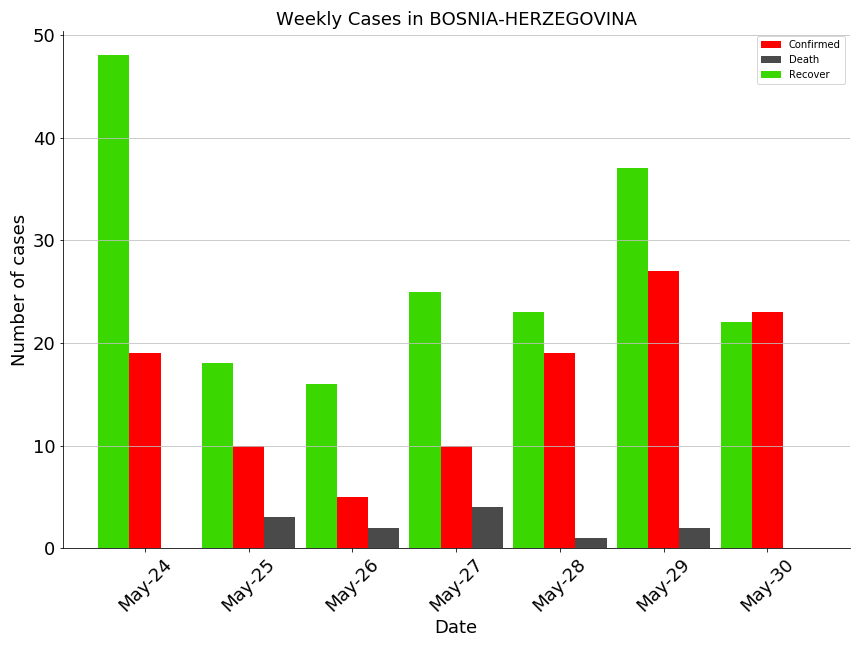 Weekly Cases in BOSNIA-HERZEGOVINA
Confirmed
Death
Recover
Number of cases
50
40
30
20
10
0
May-24
May-25
May-26
May-27
May-28
May-29
May-30
Date